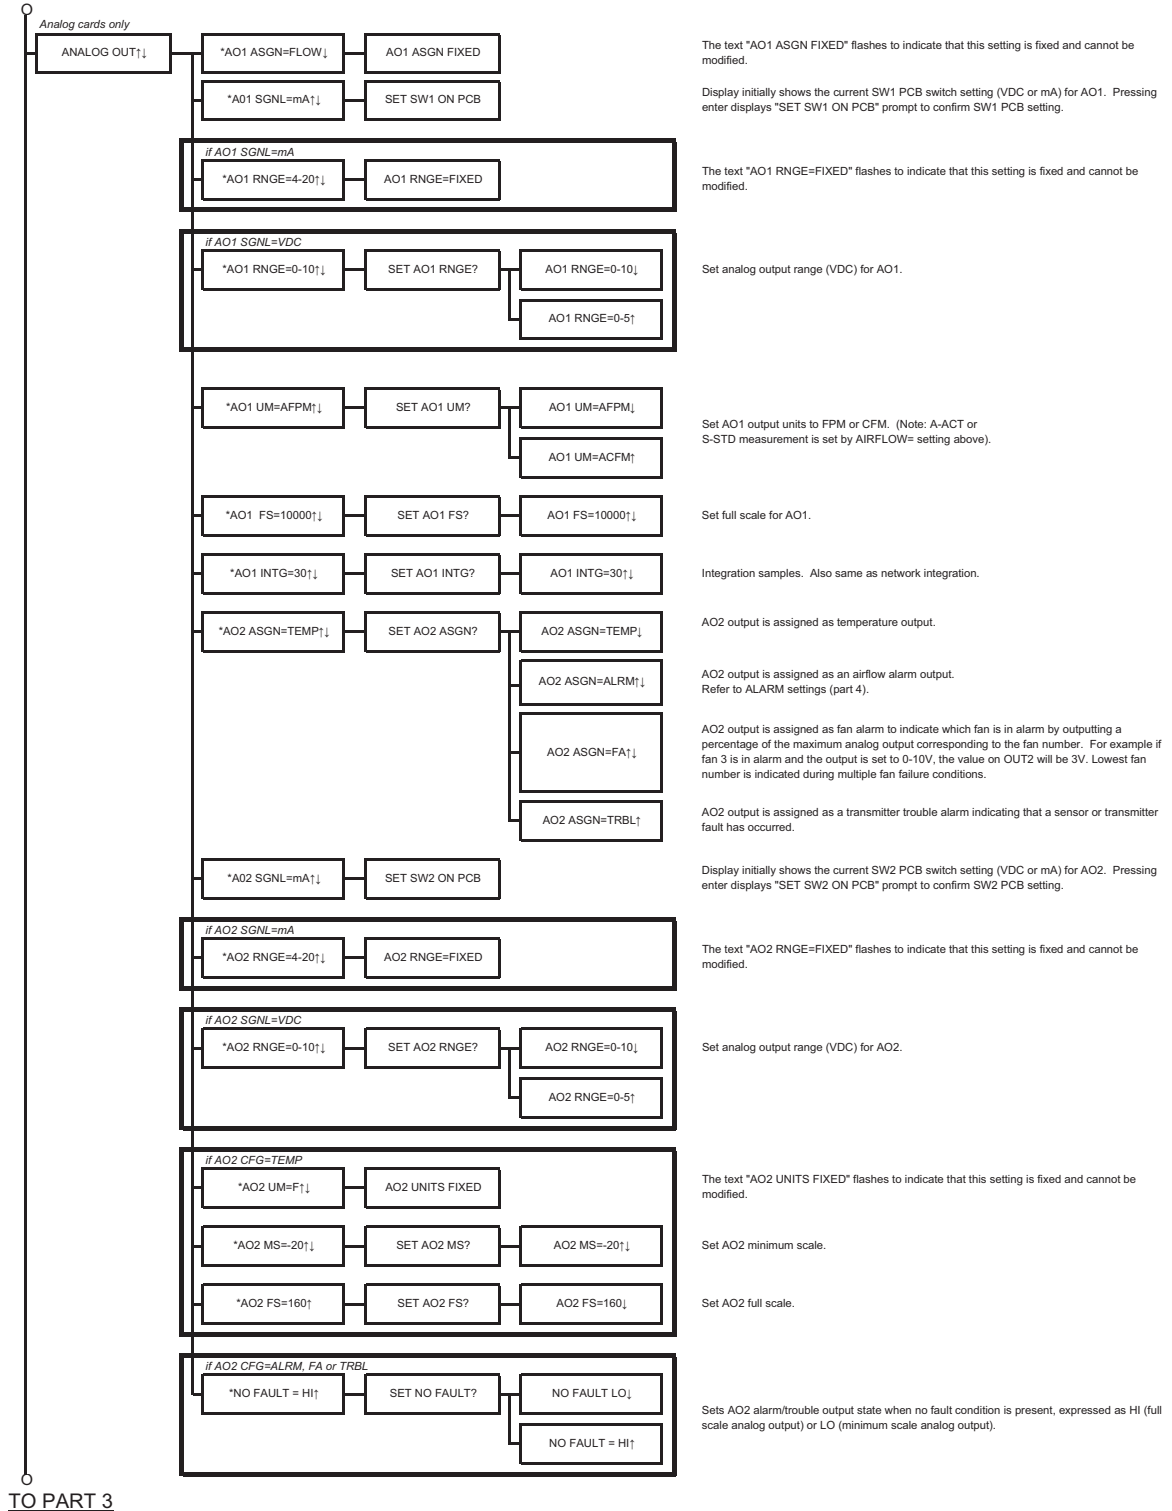 Analog cards only
ANALOG OUT↑↓
*AO1 ASGN=FLOW↓
AO1 ASGN FIXED
The text "AO1 ASGN FIXED" flashes to indicate that this setting is fixed and cannot be
modified.
*A01 SGNL=mA↑↓
SET SW1 ON PCB
Display initially shows the current SW1 PCB switch setting (VDC or mA) for AO1.  Pressing
enter displays "SET SW1 ON PCB" prompt to confirm SW1 PCB setting.
if AO1 SGNL=mA
*AO1 RNGE=4-20↑↓
AO1 RNGE=FIXED
The text "AO1 RNGE=FIXED" flashes to indicate that this setting is fixed and cannot be
modified.
if AO1 SGNL=VDC
*AO1 RNGE=0-10↑↓
SET AO1 RNGE?
AO1 RNGE=0-10↓
Set analog output range (VDC) for AO1.
AO1 RNGE=0-5↑
*AO1 UM=AFPM↑↓
SET AO1 UM?
AO1 UM=AFPM↓
Set AO1 output units to FPM or CFM.  (Note: A-ACT or
S-STD measurement is set by AIRFLOW= setting above).
AO1 UM=ACFM↑
*AO1  FS=10000↑↓
SET AO1 FS?
AO1 FS=10000↑↓
Set full scale for AO1.
*AO1 INTG=30↑↓
SET AO1 INTG?
AO1 INTG=30↑↓
Integration samples.  Also same as network integration.
*AO2 ASGN=TEMP↑↓
SET AO2 ASGN?
AO2 ASGN=TEMP↓
AO2 output is assigned as temperature output.
AO2 ASGN=ALRM↑↓
AO2 output is assigned as an airflow alarm output.
Refer to ALARM settings (part 4).
AO2 ASGN=FA↑↓
AO2 output is assigned as fan alarm to indicate which fan is in alarm by outputting a
percentage of the maximum analog output corresponding to the fan number.  For example if
fan 3 is in alarm and the output is set to 0-10V, the value on OUT2 will be 3V. Lowest fan
number is indicated during multiple fan failure conditions.
AO2 ASGN=TRBL↑
AO2 output is assigned as a transmitter trouble alarm indicating that a sensor or transmitter
fault has occurred.
*A02 SGNL=mA↑↓
SET SW2 ON PCB
Display initially shows the current SW2 PCB switch setting (VDC or mA) for AO2.  Pressing
enter displays "SET SW2 ON PCB" prompt to confirm SW2 PCB setting.
if AO2 SGNL=mA
*AO2 RNGE=4-20↑↓
AO2 RNGE=FIXED
The text "AO2 RNGE=FIXED" flashes to indicate that this setting is fixed and cannot be
modified.
if AO2 SGNL=VDC
*AO2 RNGE=0-10↑↓
SET AO2 RNGE?
AO2 RNGE=0-10↓
Set analog output range (VDC) for AO2.
AO2 RNGE=0-5↑
if AO2 CFG=TEMP
*AO2 UM=F↑↓
AO2 UNITS FIXED
The text "AO2 UNITS FIXED" flashes to indicate that this setting is fixed and cannot be
modified.
*AO2 MS=-20↑↓
SET AO2 MS?
AO2 MS=-20↑↓
Set AO2 minimum scale.
*AO2 FS=160↑
SET AO2 FS?
AO2 FS=160↓
Set AO2 full scale.
if AO2 CFG=ALRM, FA or TRBL
*NO FAULT = HI↑
SET NO FAULT?
NO FAULT LO↓
Sets AO2 alarm/trouble output state when no fault condition is present, expressed as HI (full
scale analog output) or LO (minimum scale analog output).
NO FAULT = HI↑
TO PART 3